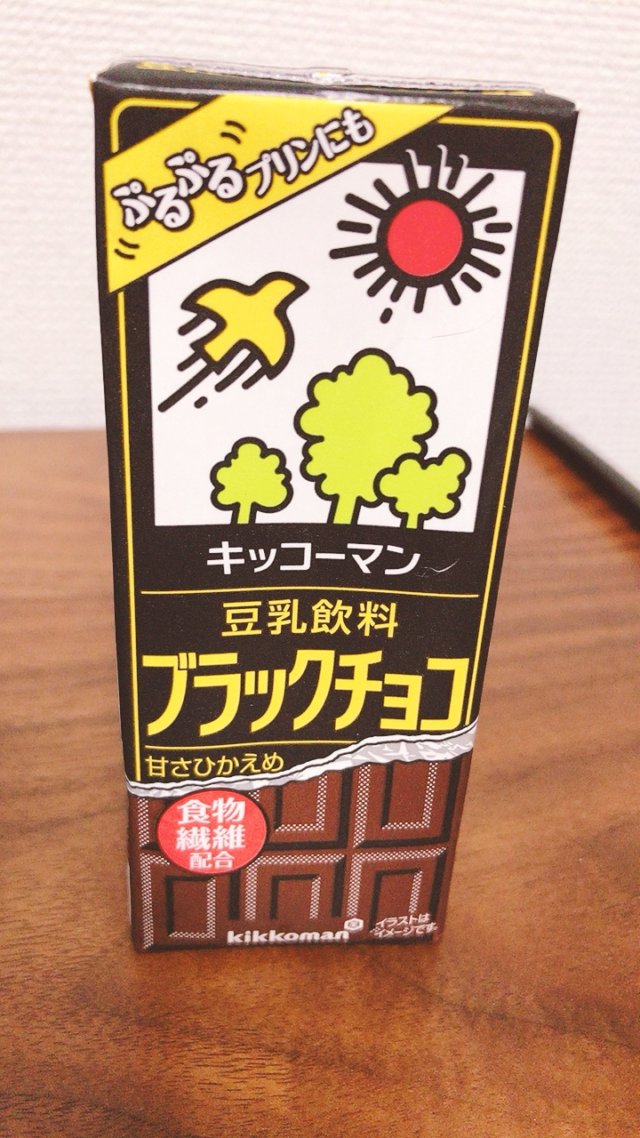 ぷるぷるプリンにも
キッコーマン
豆乳飲料
ブラックチョコ
甘さひかえめ
食物
繊維
配合
kikkoman®
イラストは
イメージです